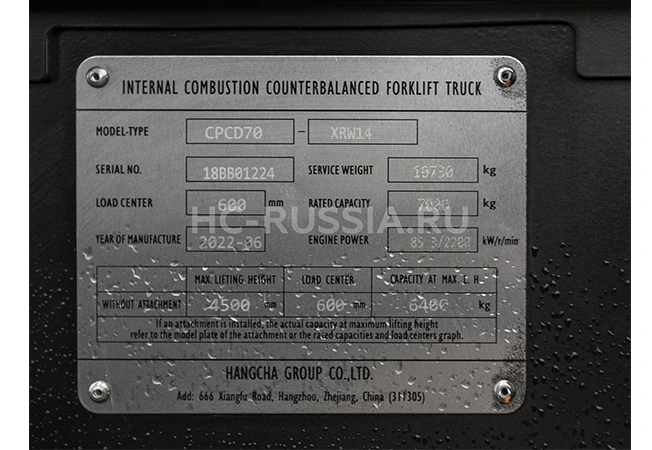 INTERNAL COMBUSTION COUNTERBALANCED FORKLIFT TRUCK
MODEL-TYPE CPCD70 - XRW14
SERIAL NO. 18BB01224 SERVICE WEIGHT kg
LOAD CENTER 600 mm RATED CAPACITY 7000 kg
HC-RUSSIA.RU
YEAR OF MANUFACTURE 2022-06 ENGINE POWER kW/r/min
MAX. LIFTING HEIGHT LOAD CENTER CAPACITY AT MAX. L. H.
WITHOUT ATTACHMENT 4500 mm 600 mm 6400 kg
If an attachment is installed, the actual capacity at maximum lifting height
refer to the model plate of the attachment or the rated capacities and load centers graph.
HANGCHA GROUP CO.,LTD.
Add: 666 Xiangfu Road, Hangzhou, Zhejiang, China (311305)